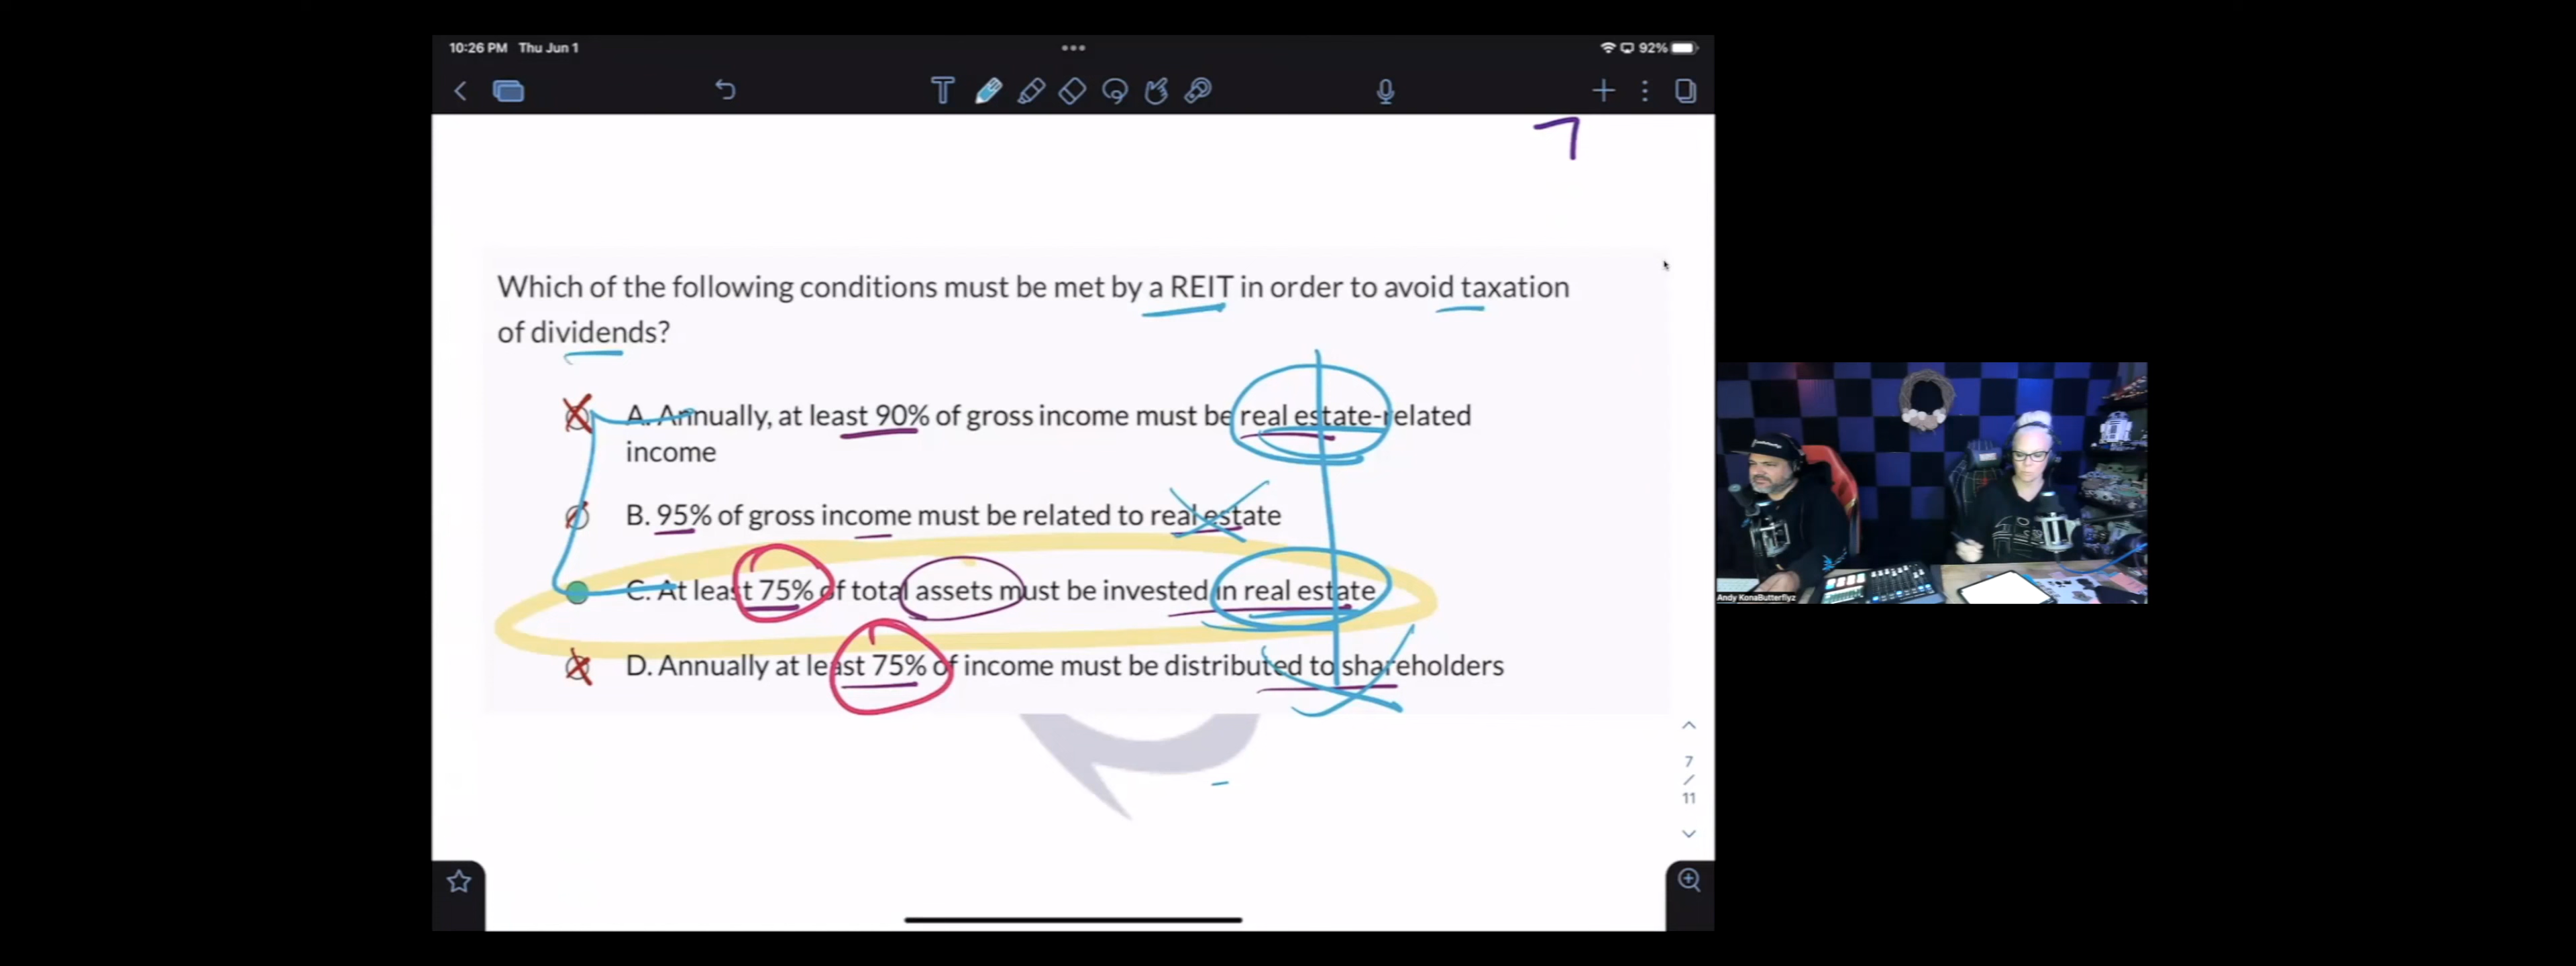 10:26 PM Thu Jun 1
92%
7
Which of the following conditions must be met by a REIT in order to avoid taxation
of dividends?
A. Annually, at least 90% of gross income must be real estate-related
income
B. 95% of gross income must be related to real estate
C. At least 75% of total assets must be invested in real estate
D. Annually at least 75% of income must be distributed to shareholders
7
/
11
Andy KonaButterflyz